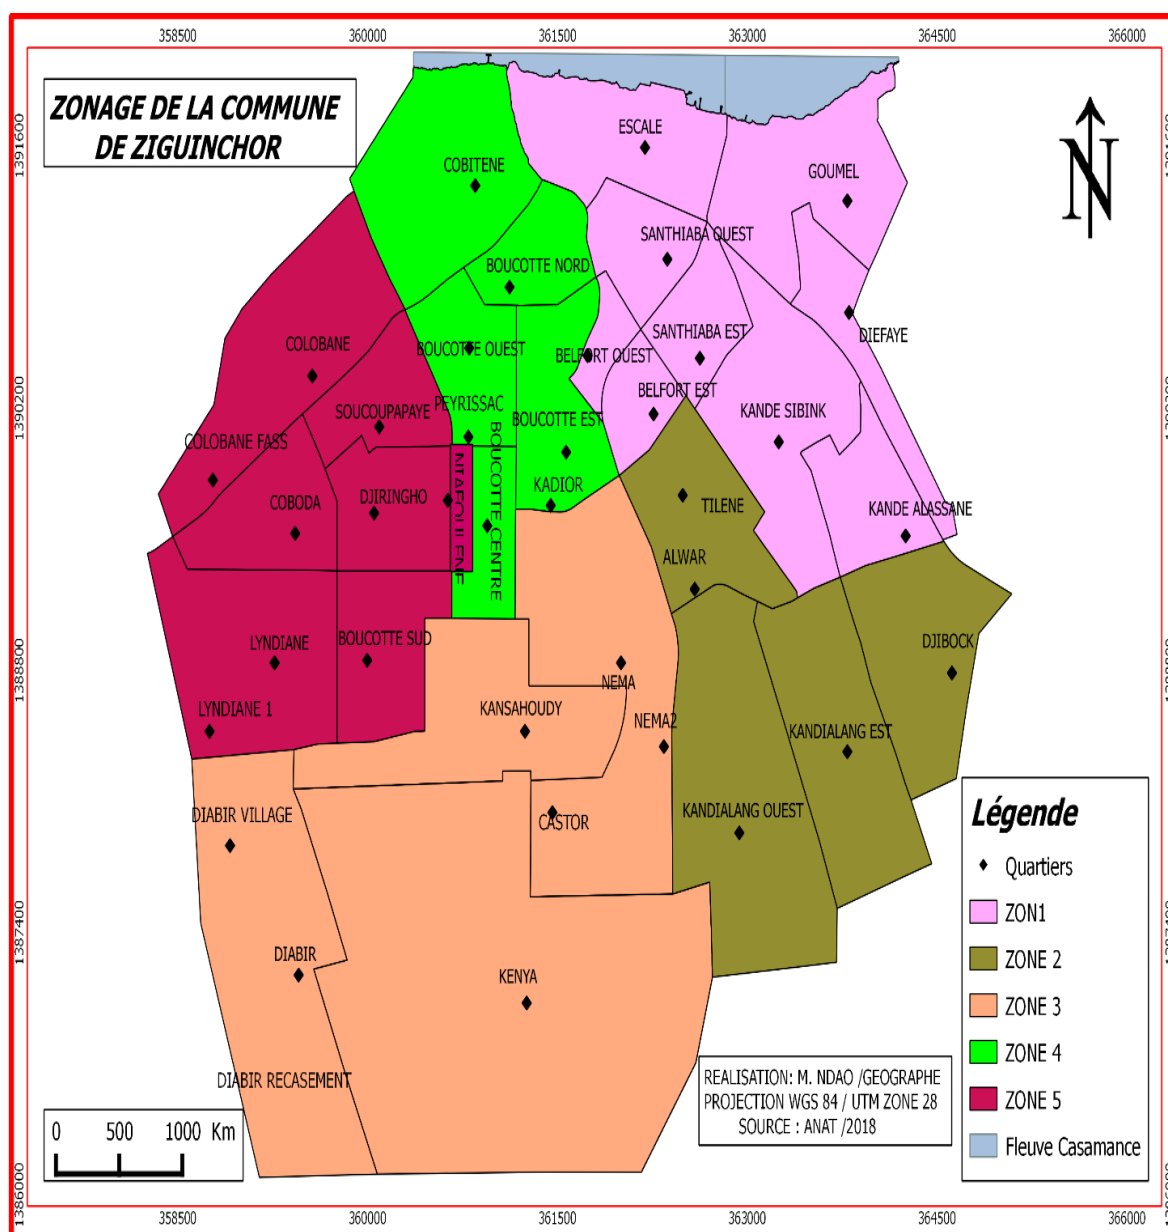 358500 360000 361500 363000 364500 366000
ZONAGE DE LA COMMUNE
DE ZIGUINCHOR
1391600
1390200
1388800
1387400
1386000
N
ESCALE
COBITENE
GOUMEL
SANTHIABA OUEST
BOUCOTTE NORD
DIEFAYE
SANTHIABA EST
BOUCOTTE OUEST
BELFORT OUEST
COLOBANE
BELFORT EST
PEYRISSAC
SOUCOUPAPAYE
BOUCOTTE EST
KANDE SIBINK
COLOBANE FASS
BOUCOTTE CENTRE
KADIOR
DJIRINGHO
COBODA
TILENE
KANDE ALASSANE
ALWAR
LYNDIANE
BOUCOTTE SUD
DJIBOCK
NEMA
LYNDIANE 1
KANSAHOUDY
NEMA2
KANDIALANG EST
DIABIR VILLAGE
CASTOR
KANDIALANG OUEST
DIABIR
KENYA
DIABIR RECASEMENT
Légende
Quartiers
ZON1
ZONE 2
ZONE 3
ZONE 4
ZONE 5
Fleuve Casamance
REALISATION: M. NDAO /GEOGRAPHE
PROJECTION WGS 84 / UTM ZONE 28
SOURCE : ANAT /2018
0 500 1000 Km
358500 360000 361500 363000 364500 366000